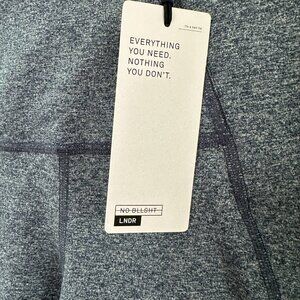 EVERYTHING
YOU NEED.
NOTHING
YOU DON'T.
NO BLLSHT
LNDR